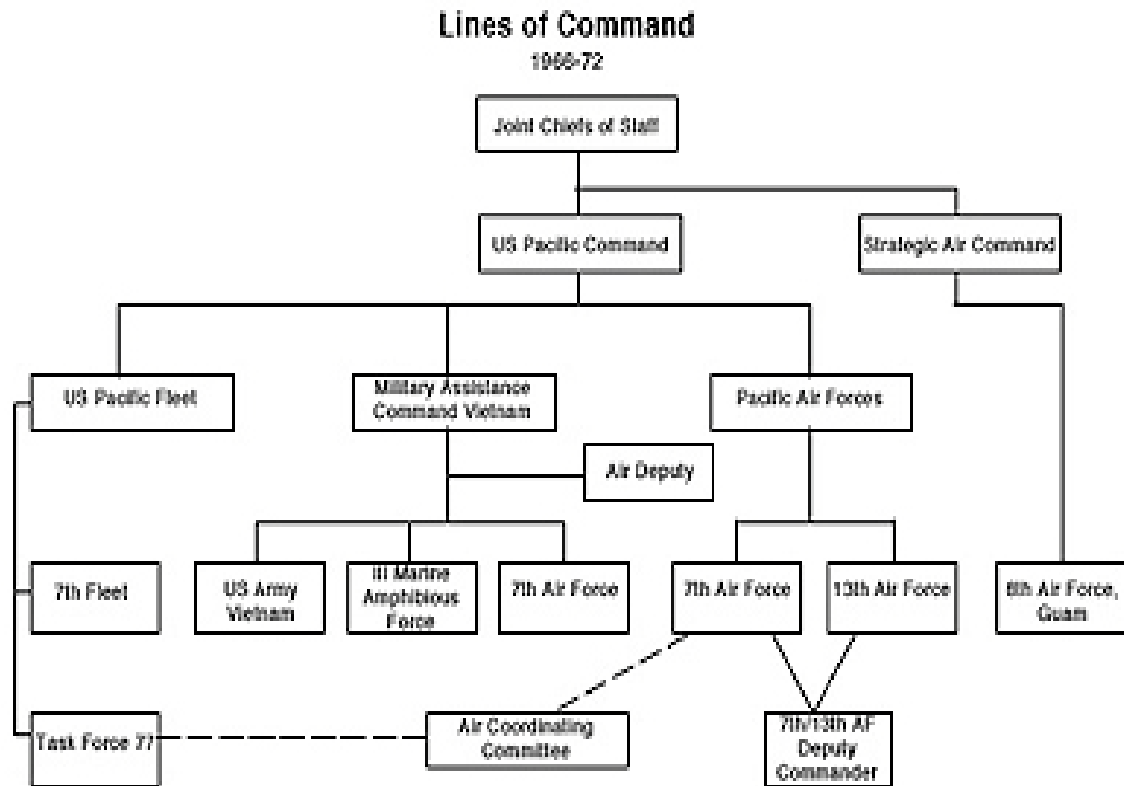 Lines of Command
1966-72
Joint Chiefs of Staff
US Pacific Command
Strategic Air Command
US Pacific Fleet
Military Assistance
Command Vietnam
Pacific Air Forces
Air Deputy
7th Fleet
US Army
Vietnam
III Marine
Amphibious
Force
7th Air Force
7th Air Force
13th Air Force
Air Force,
Guam
Task Force 77
Air Coordinating
Committee
7th/13th AF
Deputy
Commander